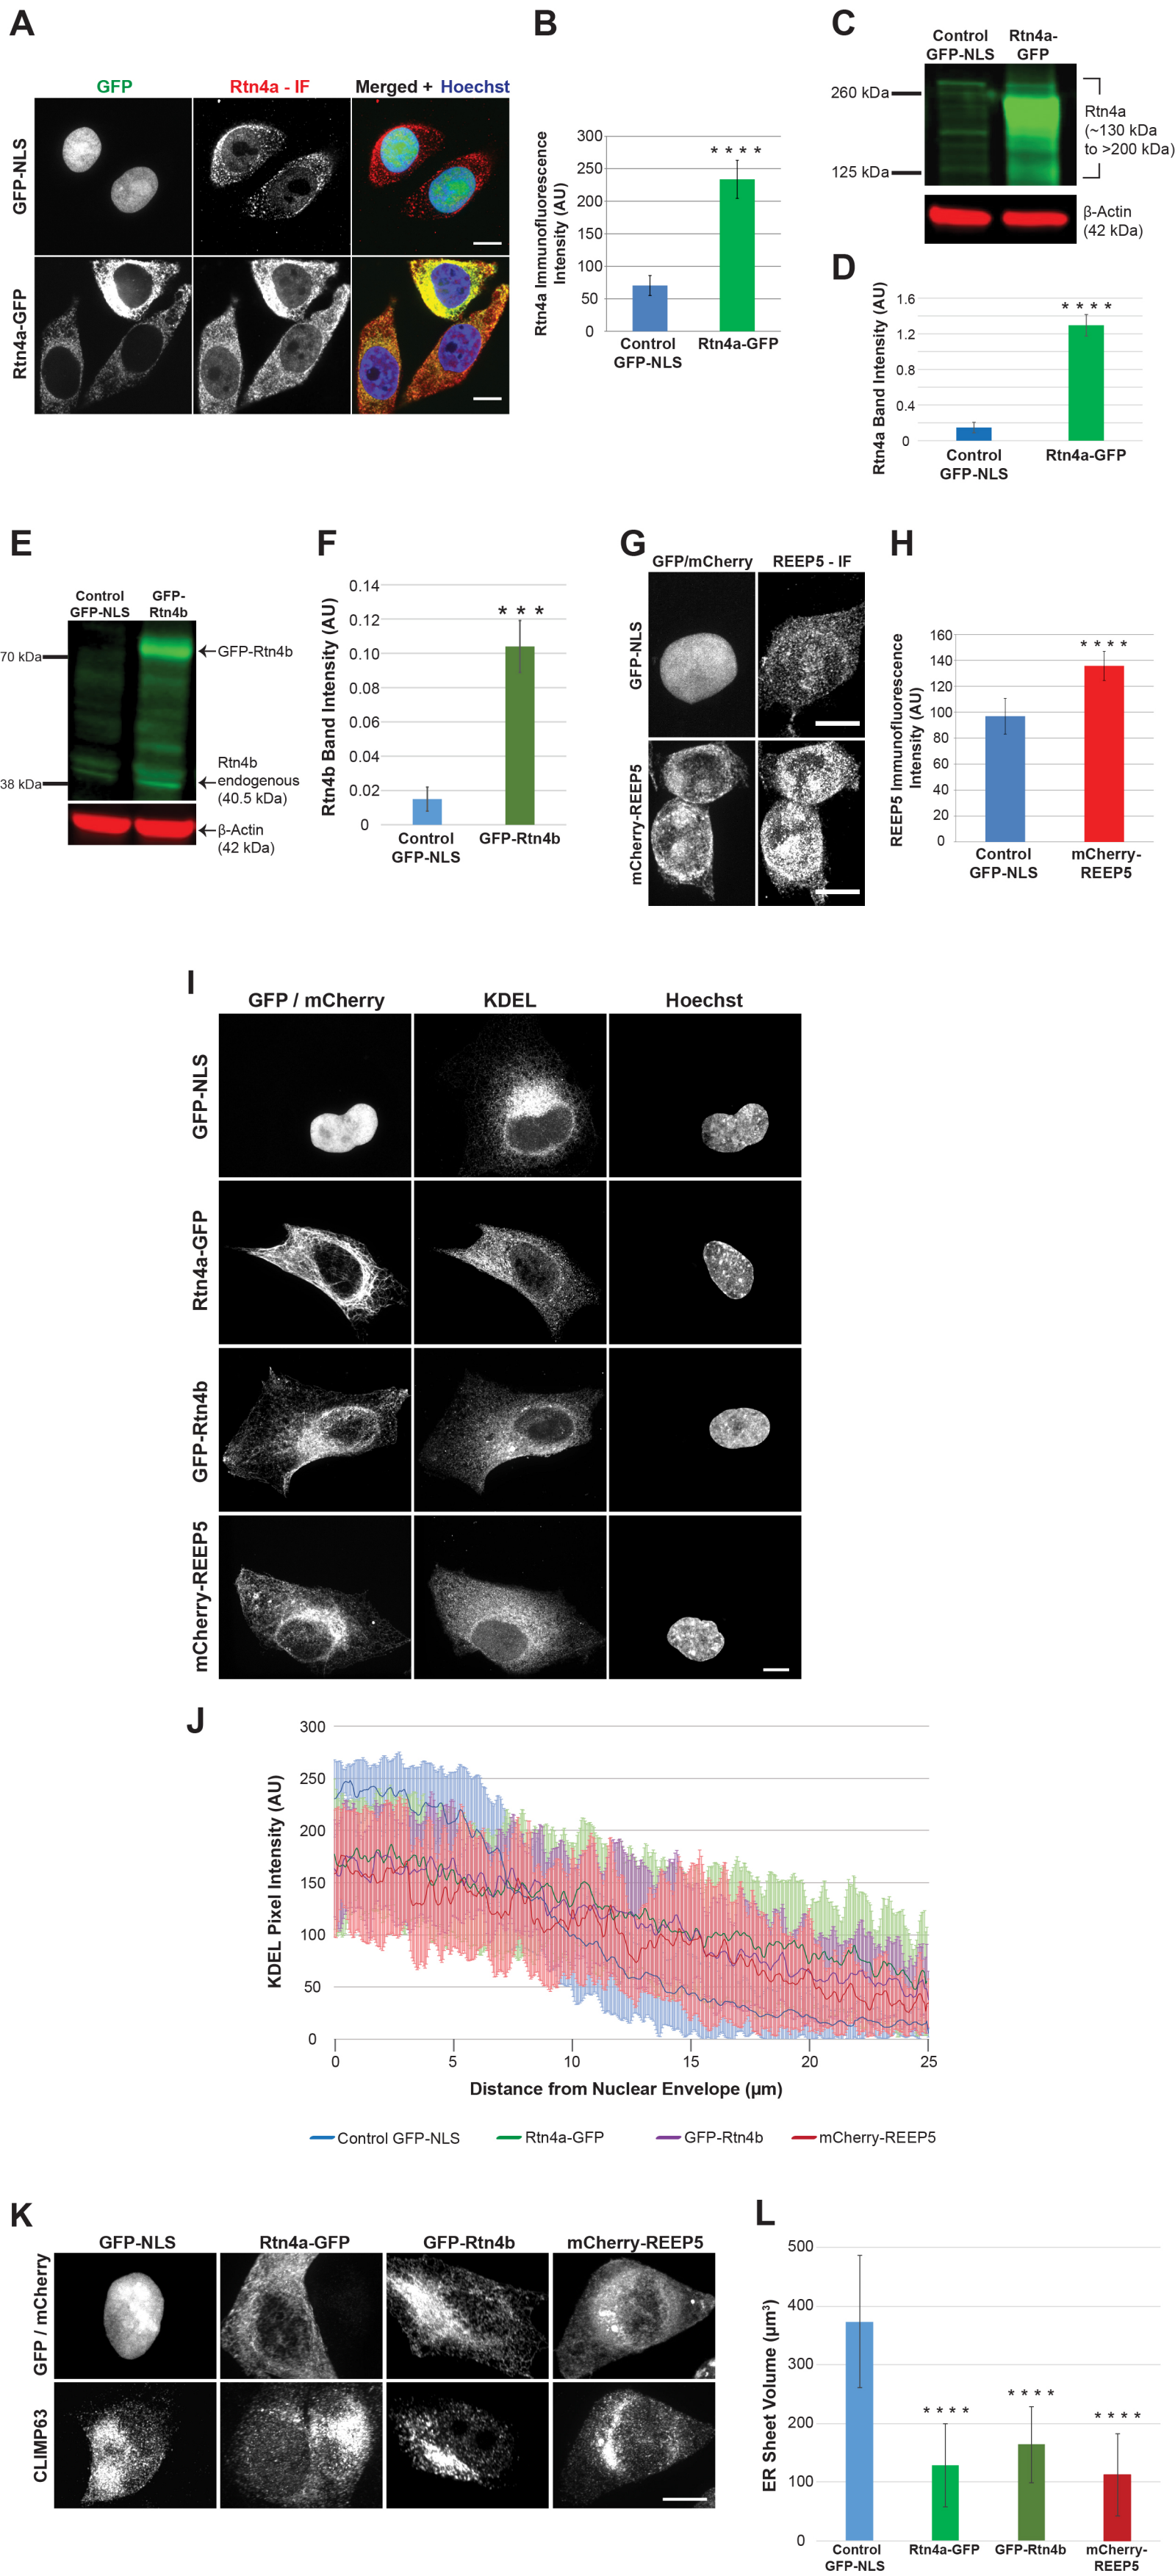 A
GFP
Rtn4a - IF
Merged + Hoechst
GFP-NLS
Rtn4a-GFP
B
Rtn4a Immunofluorescence
Intensity (AU)
300
250
200
150
100
50
0
* * * *
Control
GFP-NLS
Rtn4a-GFP
C
Control
GFP-NLS
Rtn4a-
GFP
260 kDa
125 kDa
Rtn4a
(~130 kDa
to >200 kDa)
β-Actin
(42 kDa)
D
Rtn4a Band Intensity (AU)
1.6
1.2
0.8
0.4
0
* * * *
Control
GFP-NLS
Rtn4a-GFP
E
Control
GFP-NLS
GFP-
Rtn4b
70 kDa
38 kDa
GFP-Rtn4b
Rtn4b
endogenous
(40.5 kDa)
β-Actin
(42 kDa)
F
Rtn4b Band Intensity (AU)
0.14
0.12
0.10
0.08
0.06
0.04
0.02
0
* * *
Control
GFP-NLS
GFP-Rtn4b
G
GFP/mCherry
REEP5 - IF
GFP-NLS
mCherry-REEP5
H
REEP5 Immunofluorescence
Intensity (AU)
160
140
120
100
80
60
40
20
0
* * * *
Control
GFP-NLS
mCherry-
REEP5
I
GFP / mCherry
KDEL
Hoechst
GFP-NLS
Rtn4a-GFP
GFP-Rtn4b
mCherry-REEP5
J
KDEL Pixel Intensity (AU)
300
250
200
150
100
50
0
0
5
10
15
20
25
Distance from Nuclear Envelope (μm)
Control GFP-NLS
Rtn4a-GFP
GFP-Rtn4b
mCherry-REEP5
K
GFP-NLS
Rtn4a-GFP
GFP-Rtn4b
mCherry-REEP5
GFP / mCherry
CLIMP63
L
ER Sheet Volume (μm³)
500
400
300
200
100
0
* * * *
* * * *
* * * *
Control
GFP-NLS
Rtn4a-GFP
GFP-Rtn4b
mCherry-
REEP5